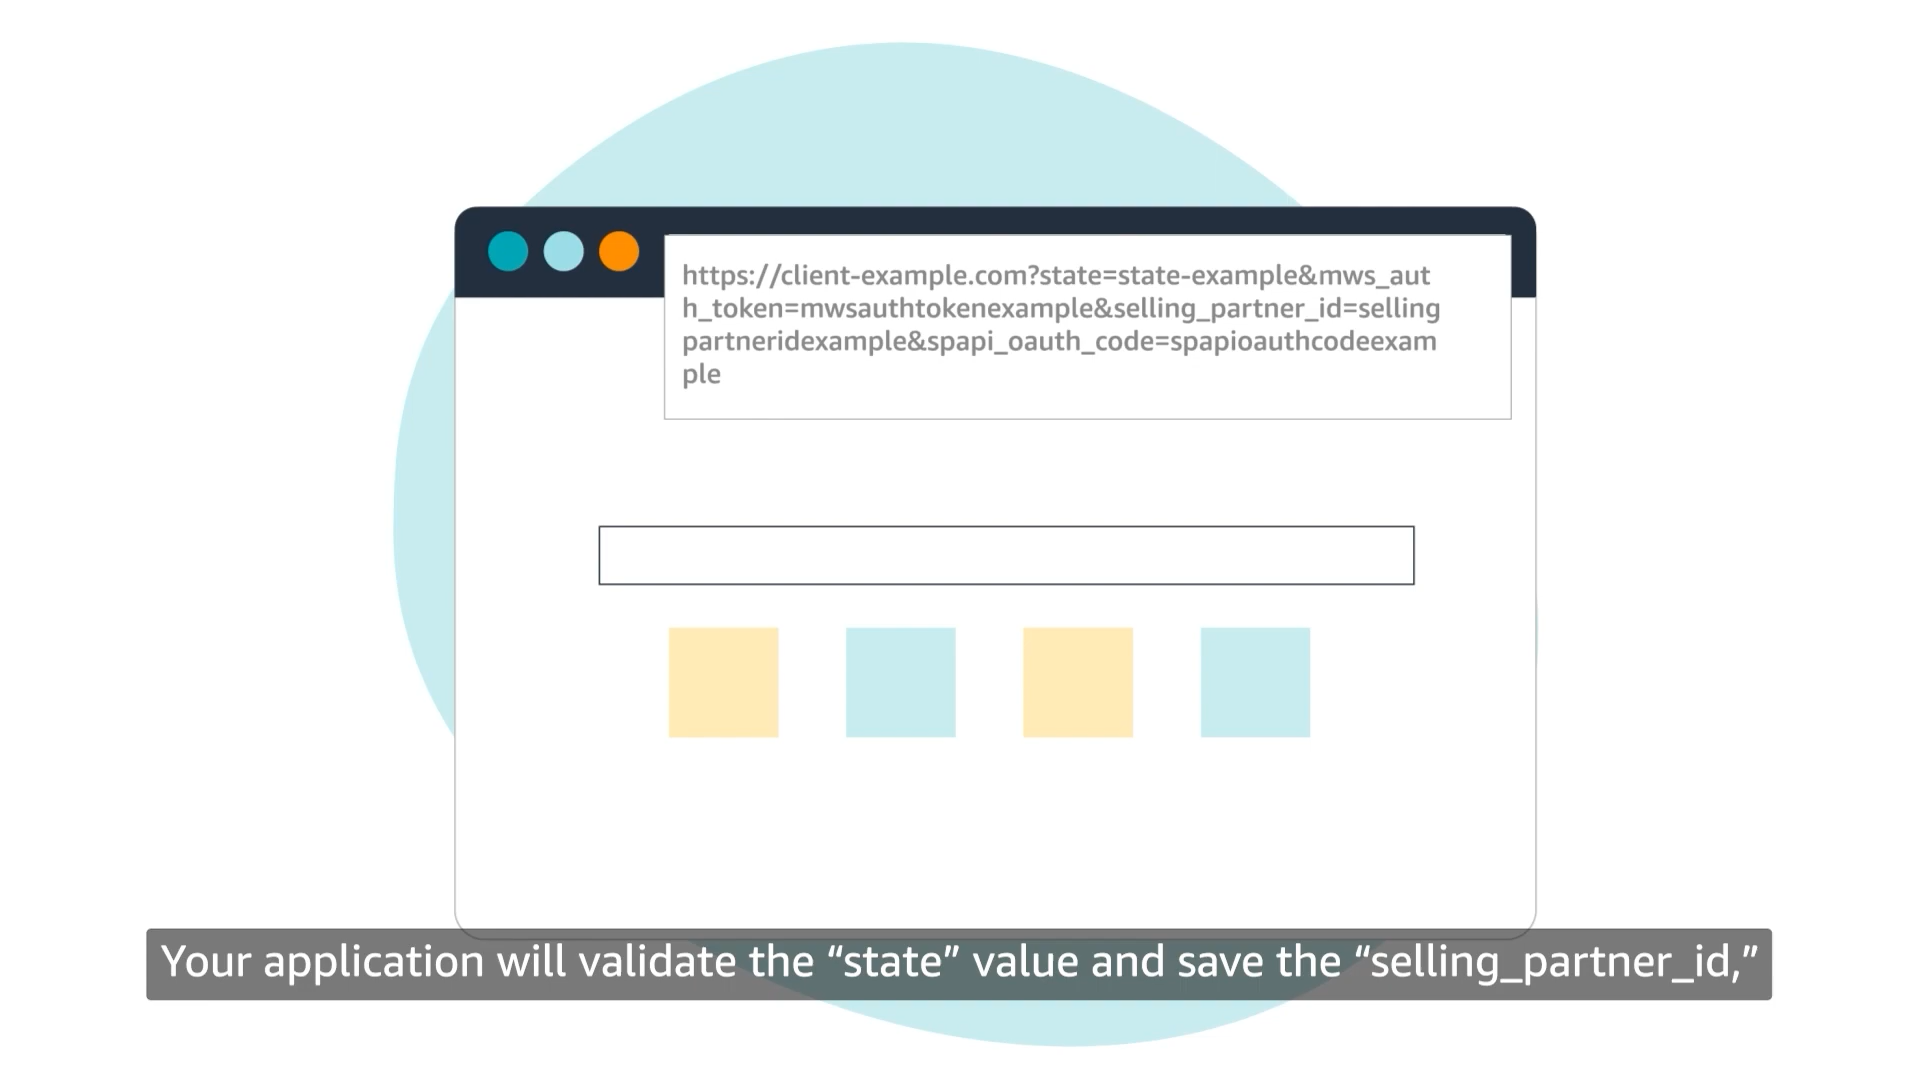 https://client-example.com?state=state-example&mws_aut
h_token=mwsauthtokenexample&selling_partner_id=selling
partneridexample&spapi_oauth_code=spapioauthcodeexam
ple
Your application will validate the “state” value and save the “selling_partner_id,”